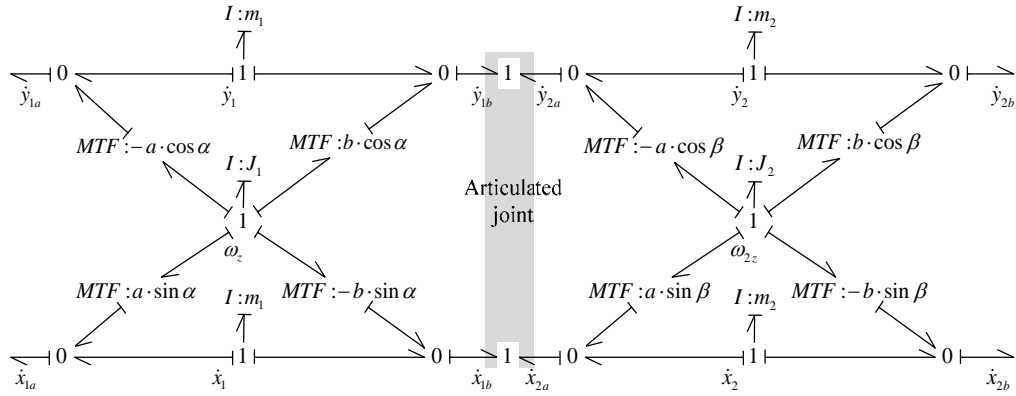 I : m₁ I : m₂
0 1 0 1 0 1 0
ẏ₁ₐ ẏ₁ ẏ₁b ẏ₂ₐ ẏ₂ ẏ₂b
MTF : −a · cos α MTF : b · cos α MTF : −a · cos β MTF : b · cos β
I : J₁ I : J₂
Articulated
joint
1 1
ω_z ω₂z
MTF : a · sin α MTF : −b · sin α MTF : a · sin β MTF : −b · sin β
I : m₁ I : m₂
0 1 0 1 0 1 0
ẋ₁ₐ ẋ₁ ẋ₁b ẋ₂ₐ ẋ₂ ẋ₂b